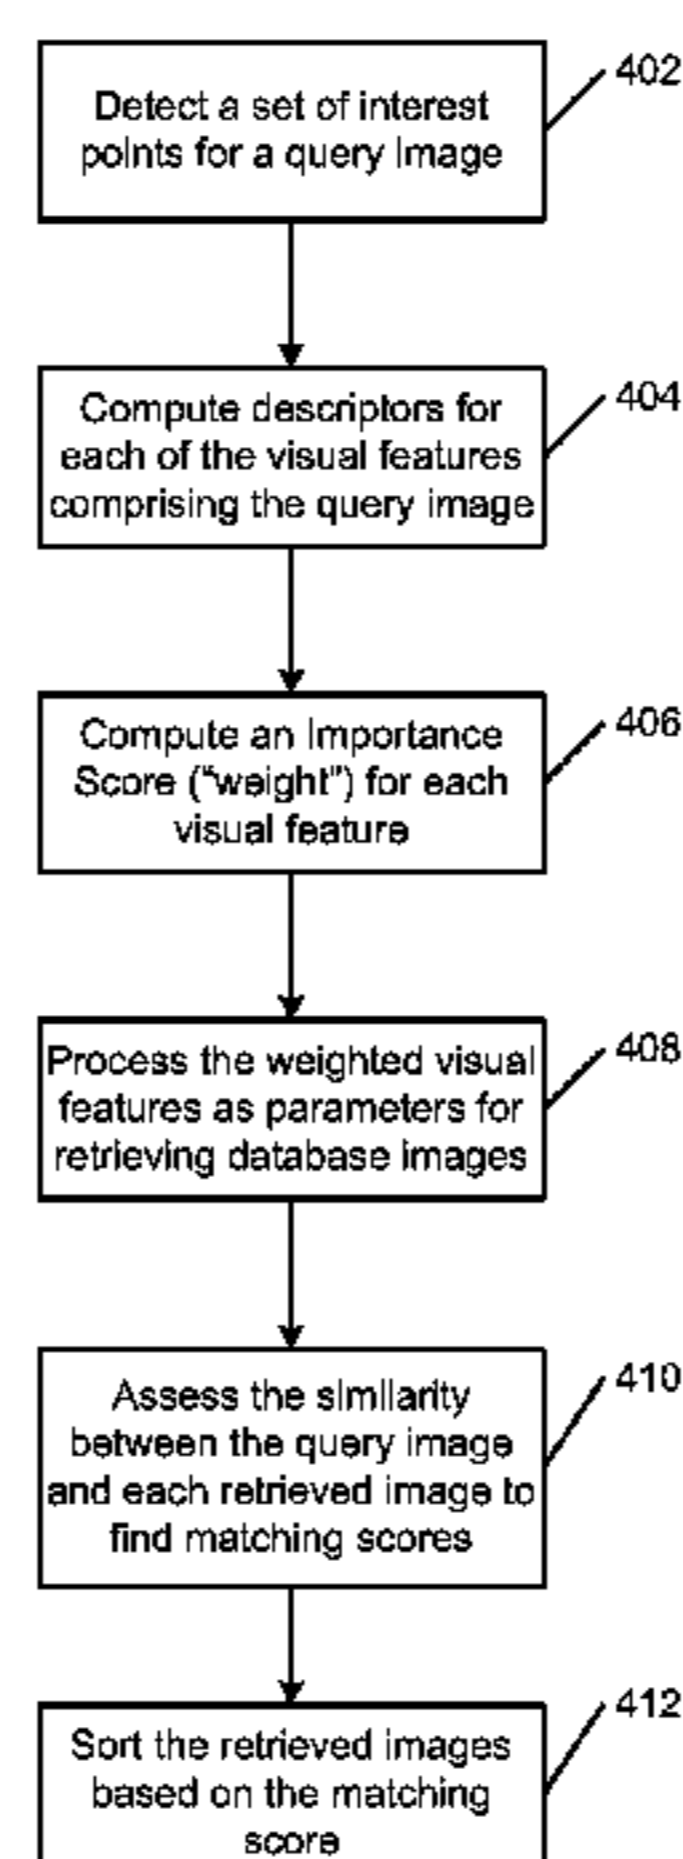 Detect a set of interest
points for a query image
402
Compute descriptors for
each of the visual features
comprising the query image
404
Compute an Importance
Score ("weight") for each
visual feature
406
Process the weighted visual
features as parameters for
retrieving database images
408
Assess the similarity
between the query image
and each retrieved image to
find matching scores
410
Sort the retrieved images
based on the matching
score
412